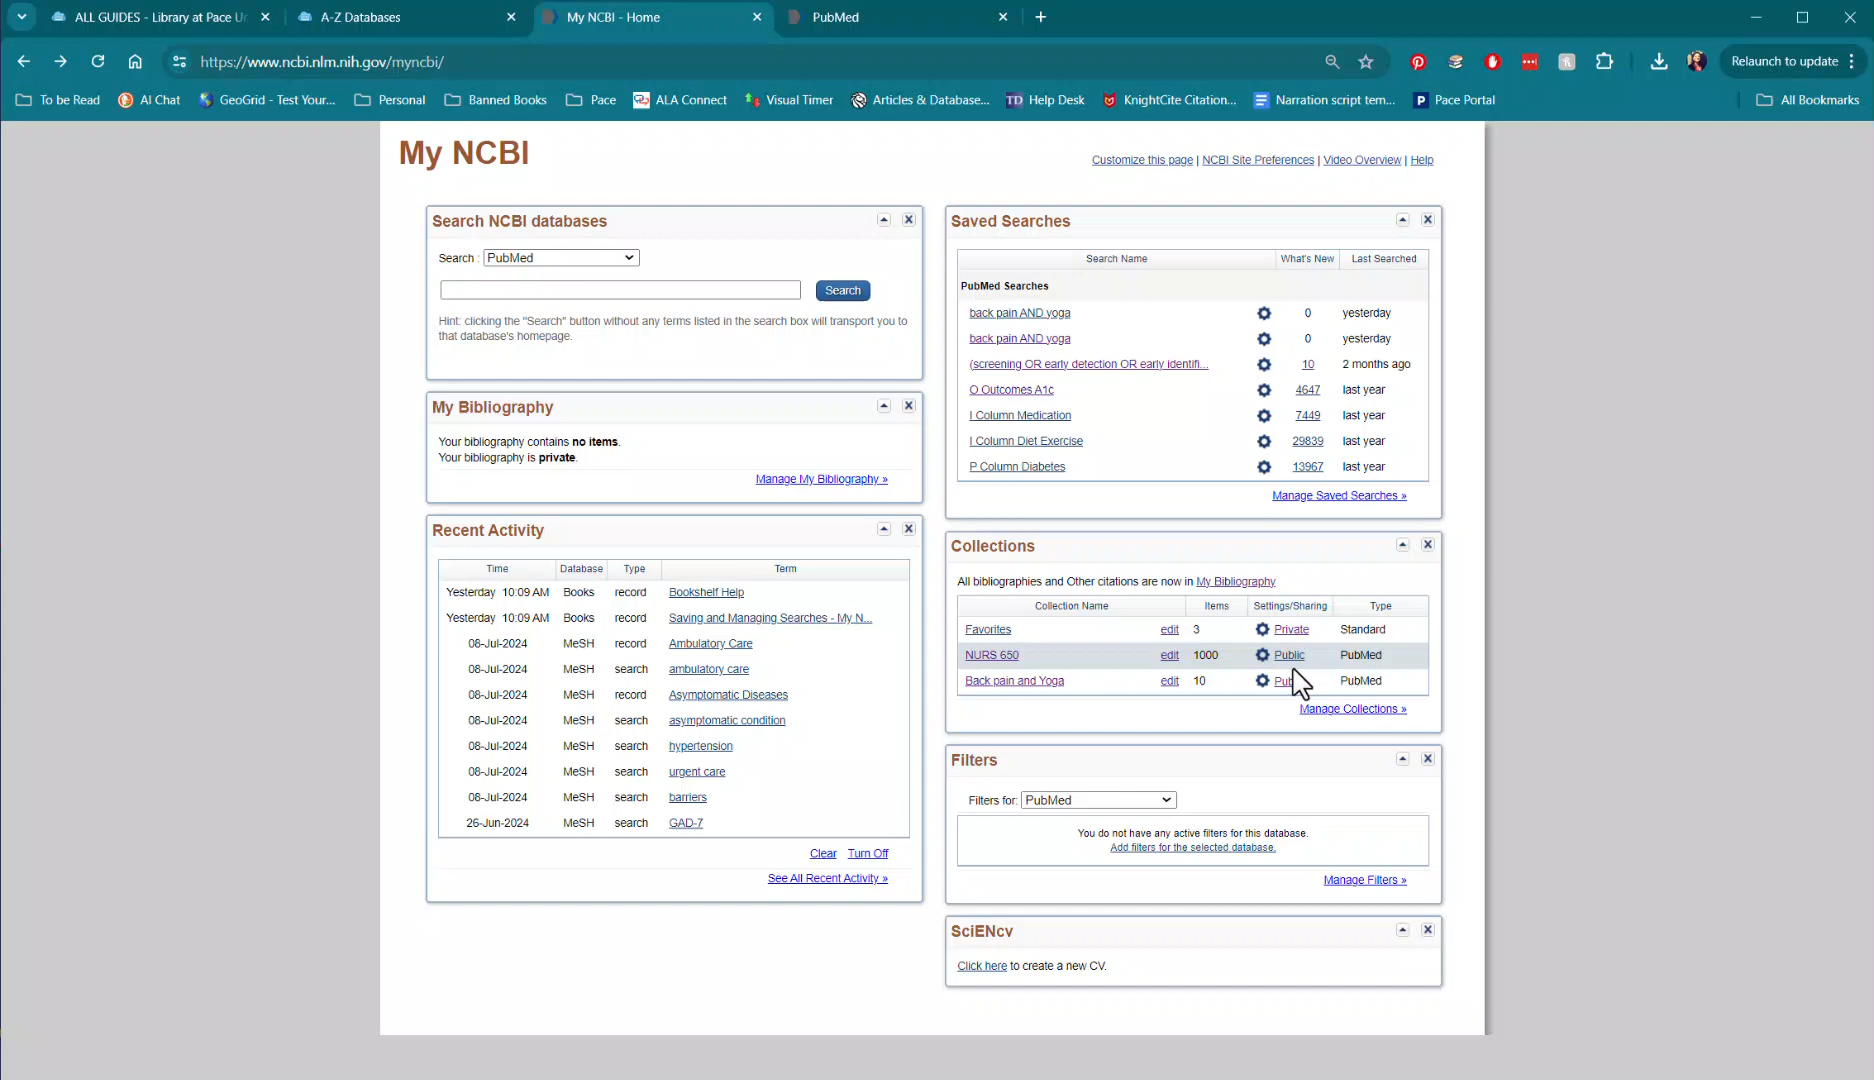 ALL GUIDES - Library at Pace Ur
A-Z Databases
My NCBI - Home
PubMed
https://www.ncbi.nlm.nih.gov/myncbi/
Relaunch to update
To be Read
AI Chat
GeoGrid - Test Your...
Personal
Banned Books
Pace
ALA Connect
Visual Timer
Articles & Database...
TD Help Desk
KnightCite Citation...
Narration script tem...
P Pace Portal
All Bookmarks
My NCBI
Customize this page | NCBI Site Preferences | Video Overview | Help
Search NCBI databases
Search : PubMed
Search
Hint: clicking the "Search" button without any terms listed in the search box will transport you to
that database's homepage.
My Bibliography
Your bibliography contains no items.
Your bibliography is private.
Manage My Bibliography »
Recent Activity
Time Database Type Term
Yesterday 10:09 AM Books record Bookshelf Help
Yesterday 10:09 AM Books record Saving and Managing Searches - My N...
08-Jul-2024 MeSH record Ambulatory Care
08-Jul-2024 MeSH search ambulatory care
08-Jul-2024 MeSH record Asymptomatic Diseases
08-Jul-2024 MeSH search asymptomatic condition
08-Jul-2024 MeSH search hypertension
08-Jul-2024 MeSH search urgent care
08-Jul-2024 MeSH search barriers
26-Jun-2024 MeSH search GAD-7
Clear Turn Off
See All Recent Activity »
Saved Searches
Search Name What's New Last Searched
PubMed Searches
back pain AND yoga 0 yesterday
back pain AND yoga 0 yesterday
(screening OR early detection OR early identifi... 10 2 months ago
O Outcomes A1c 4647 last year
I Column Medication 7449 last year
I Column Diet Exercise 29839 last year
P Column Diabetes 13967 last year
Manage Saved Searches »
Collections
All bibliographies and Other citations are now in My Bibliography
Collection Name Items Settings/Sharing Type
Favorites edit 3 Private Standard
NURS 650 edit 1000 Public PubMed
Back pain and Yoga edit 10 Pub PubMed
Manage Collections »
Filters
Filters for: PubMed
You do not have any active filters for this database.
Add filters for the selected database.
Manage Filters »
SciENcv
Click here to create a new CV.